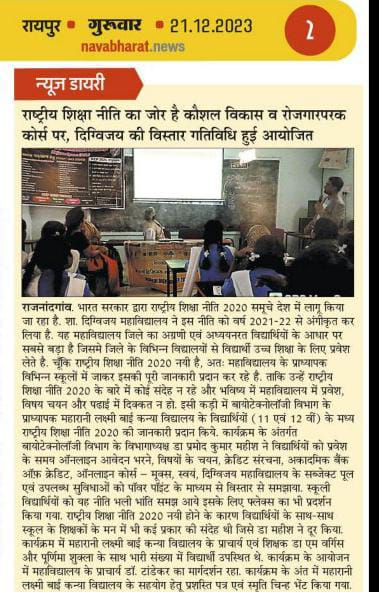 रायपुर • गुरूवार • 21.12.2023
navabharat.news
2
न्यूज डायरी
राष्ट्रीय शिक्षा नीति का जोर है कौशल विकास व रोजगारपरक
कोर्स पर, दिग्विजय की विस्तार गतिविधि हुई आयोजित
राजनांदगांव. भारत सरकार द्वारा राष्ट्रीय शिक्षा नीति 2020 समूचे देश में लागू किया
जा रहा है. शा. दिग्विजय महाविद्यालय ने इस नीति को वर्ष 2021-22 से अंगीकृत कर
लिया है. यह महाविद्यालय जिले का अग्रणी एवं अध्ययनरत विद्यार्थियों के आधार पर
सबसे बड़ा है जिसमे जिले के विभिन्न विद्यालयों से विद्यार्थी उच्च शिक्षा के लिए प्रवेश
लेते है. चूँकि राष्ट्रीय शिक्षा नीति 2020 नयी है, अतः महाविद्यालय के प्राध्यापक
विभिन्न स्कूलों में जाकर इसकी पूरी जानकारी प्रदान कर रहे है. ताकि उन्हें राष्ट्रीय
शिक्षा नीति 2020 के बारे में कोई संदेह न रहे और भविष्य में महाविद्यालय में प्रवेश,
विषय चयन और पढाई में दिक्कत न हो. इसी कड़ी में बायोटेक्नोलॉजी विभाग के
प्राध्यापक महारानी लक्ष्मी बाई कन्या विद्यालय के विद्यार्थियों (11 एवं 12 वीं) के मध्य
राष्ट्रीय शिक्षा नीति 2020 की जानकारी प्रदान किये. कार्यक्रम के अंतर्गत
बायोटेक्नोलॉजी विभाग के विभागाध्यक्ष डा प्रमोद कुमार महीश ने विद्यार्थियों को प्रवेश
के समय ऑनलाइन आवेदन भरने, विषयों के चयन, क्रेडिट संरचना, अकादमिक बैंक
ऑफ़ क्रेडिट, ऑनलाइन कोर्स – मूक्स, स्वयं, दिग्विजय महाविद्यालय के सब्जेक्ट पूल
एवं उपलब्ध सुविधाओं को पॉवर पॉइंट के माध्यम से विस्तार से समझाया. स्कूली
विद्यार्थियों को यह नीति भली भांति समझ आये इसके लिए फ्लेक्स का भी प्रदर्शन
किया गया. राष्ट्रीय शिक्षा नीति 2020 नयी होने के कारण विद्यार्थियों के साथ-साथ
स्कूल के शिक्षकों के मन में भी कई प्रकार की संदेह थी जिसे डा महीश ने दूर किया.
कार्यक्रम में महारानी लक्ष्मी बाई कन्या विद्यालय के प्राचार्य एवं शिक्षक डा एम वर्गिस
और पूर्णिमा शुक्ला के साथ भारी संख्या में विद्यार्थी उपस्थित थे. कार्यक्रम के आयोजन
में महाविद्यालय के प्राचार्य डॉ. टांडेकर का मार्गदर्शन रहा. कार्यक्रम के अंत में महारानी
लक्ष्मी बाई कन्या विद्यालय के सहयोग हेतु प्रशस्ति पत्र एवं स्मृति चिन्ह भेंट किया गया.